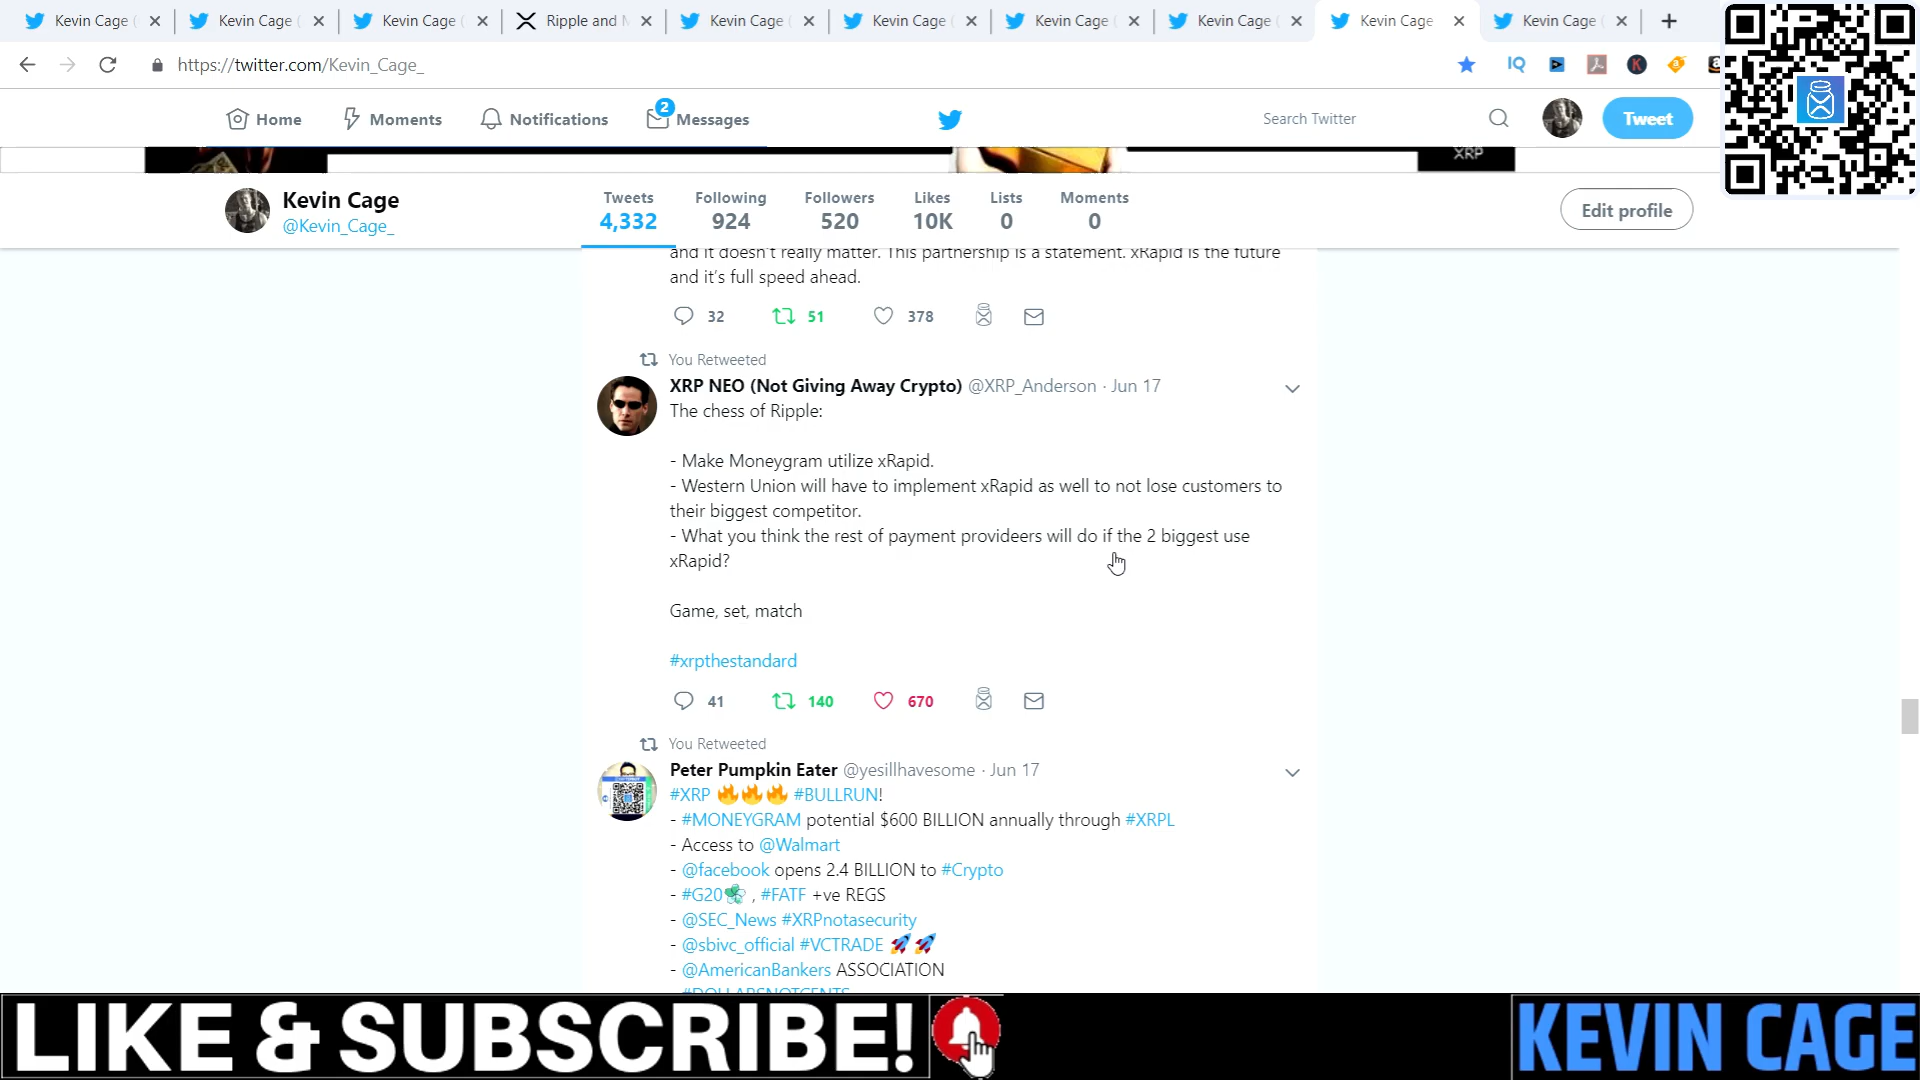 Kevin Cage (
Kevin Cage (
Kevin Cage (
Ripple and M
Kevin Cage (
Kevin Cage (
Kevin Cage (
Kevin Cage (
Kevin Cage
Kevin Cage (
https://twitter.com/Kevin_Cage_
IQ
Home
Moments
Notifications
2
Messages
Search Twitter
Tweet
XRP
Kevin Cage
@Kevin_Cage_
Tweets
4,332
Following
924
Followers
520
Likes
10K
Lists
0
Moments
0
Edit profile
and it doesn't really matter. This partnership is a statement. xRapid is the future
and it's full speed ahead.
32
51
378
You Retweeted
XRP NEO (Not Giving Away Crypto) @XRP_Anderson · Jun 17
The chess of Ripple:
- Make Moneygram utilize xRapid.
- Western Union will have to implement xRapid as well to not lose customers to
their biggest competitor.
- What you think the rest of payment provideers will do if the 2 biggest use
xRapid?
Game, set, match
#xrpthestandard
41
140
670
You Retweeted
Peter Pumpkin Eater @yesillhavesome · Jun 17
#XRP 🔥🔥🔥 #BULLRUN!
- #MONEYGRAM potential $600 BILLION annually through #XRPL
- Access to @Walmart
- @facebook opens 2.4 BILLION to #Crypto
- #G20🍀 , #FATF +ve REGS
- @SEC_News #XRPnotasecurity
- @sbivc_official #VCTRADE 🚀🚀
- @AmericanBankers ASSOCIATION
- #DOLLARSNOTCENTS
LIKE & SUBSCRIBE!
KEVIN CAGE